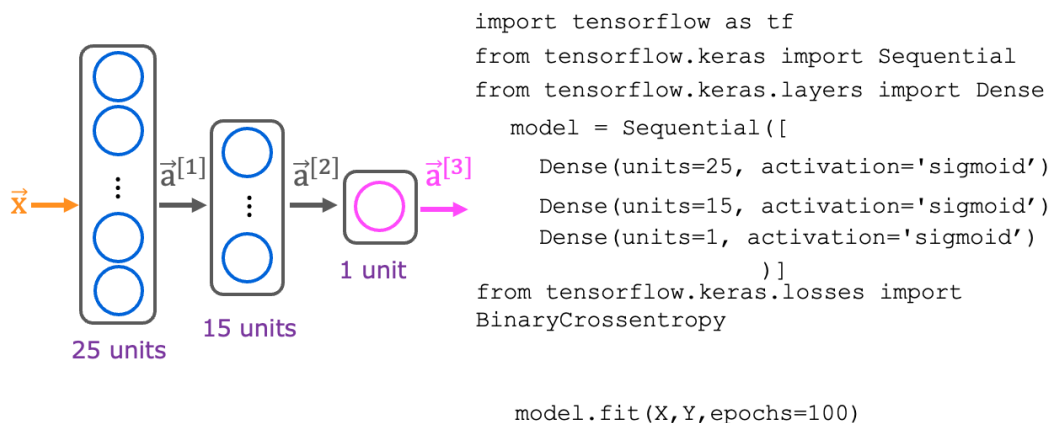 import tensorflow as tf
from tensorflow.keras import Sequential
from tensorflow.keras.layers import Dense
model = Sequential([
Dense(units=25, activation='sigmoid’)
Dense(units=15, activation='sigmoid’)
Dense(units=1, activation='sigmoid’)
)]
from tensorflow.keras.losses import
BinaryCrossentropy
model.fit(X,Y,epochs=100)
x⃗
a⃗[1]
a⃗[2]
a⃗[3]
...
...
25 units
15 units
1 unit